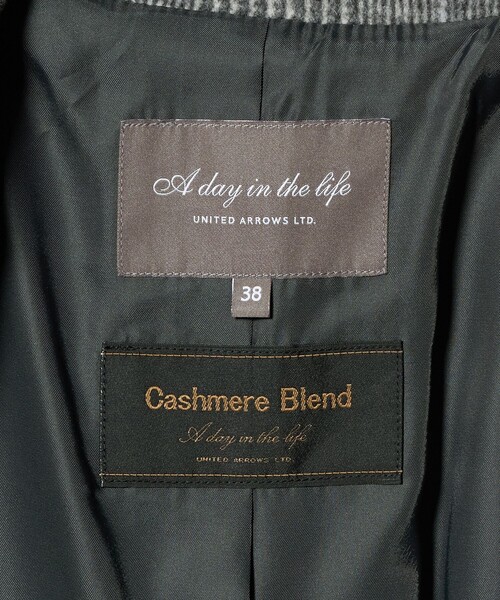 A day in the life
UNITED ARROWS LTD.
38
Cashmere Blend
A day in the life
UNITED ARROWS LTD.